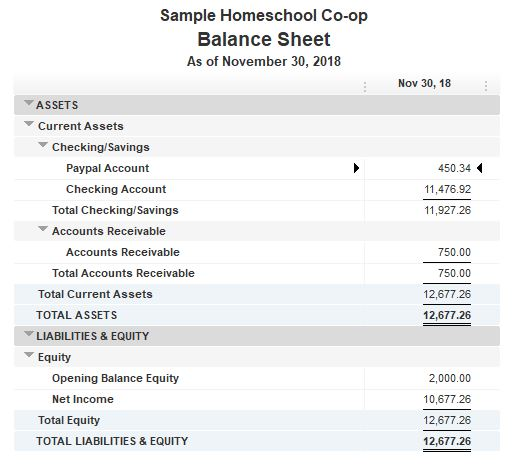 Sample Homeschool Co-op
Balance Sheet
As of November 30, 2018
Nov 30, 18
ASSETS
Current Assets
Checking/Savings
Paypal Account 450.34
Checking Account 11,476.92
Total Checking/Savings 11,927.26
Accounts Receivable
Accounts Receivable 750.00
Total Accounts Receivable 750.00
Total Current Assets 12,677.26
TOTAL ASSETS 12,677.26
LIABILITIES & EQUITY
Equity
Opening Balance Equity 2,000.00
Net Income 10,677.26
Total Equity 12,677.26
TOTAL LIABILITIES & EQUITY 12,677.26